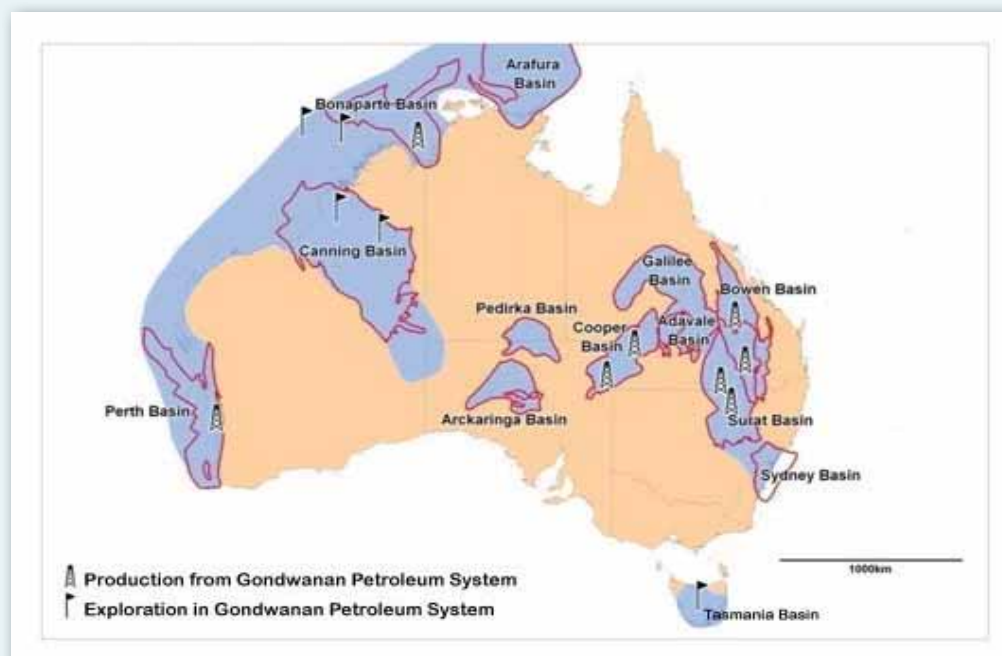 Arafura
Basin
Bonaparte Basin
Canning Basin
Galilee
Basin
Bowen Basin
Pedirka Basin
Cooper
Basin
Adavale
Basin
Perth Basin
Arckaringa Basin
Surat Basin
Sydney Basin
Production from Gondwanan Petroleum System
Exploration in Gondwanan Petroleum System
1000km
Tasmania Basin